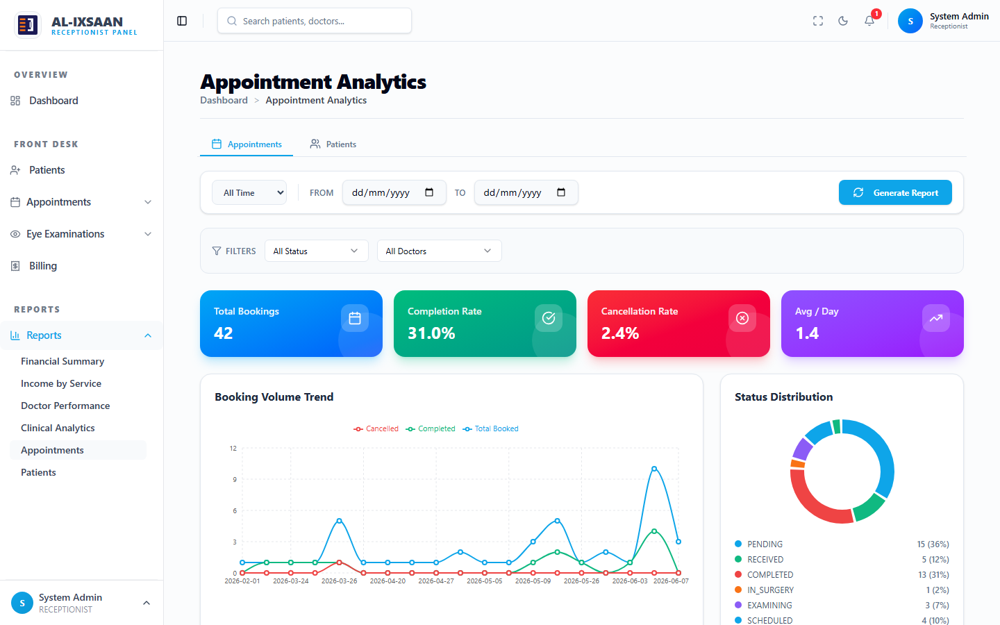 AL-IXSAAN
RECEPTIONIST PANEL
Search patients, doctors...
1
S
System Admin
Receptionist
OVERVIEW
Dashboard
FRONT DESK
Patients
Appointments
Eye Examinations
Billing
REPORTS
Reports
Financial Summary
Income by Service
Doctor Performance
Clinical Analytics
Appointments
Patients
S
System Admin
RECEPTIONIST
Appointment Analytics
Dashboard > Appointment Analytics
Appointments
Patients
All Time
FROM
dd/mm/yyyy
TO
dd/mm/yyyy
Generate Report
FILTERS
All Status
All Doctors
Total Bookings
42
Completion Rate
31.0%
Cancellation Rate
2.4%
Avg / Day
1.4
Booking Volume Trend
Cancelled Completed Total Booked
12
9
6
3
0
2026-02-01 2026-03-24 2026-03-26 2026-04-20 2026-04-27 2026-05-05 2026-05-09 2026-05-26 2026-06-03 2026-06-07
Status Distribution
PENDING 15 (36%)
RECEIVED 5 (12%)
COMPLETED 13 (31%)
IN_SURGERY 1 (2%)
EXAMINING 3 (7%)
SCHEDULED 4 (10%)